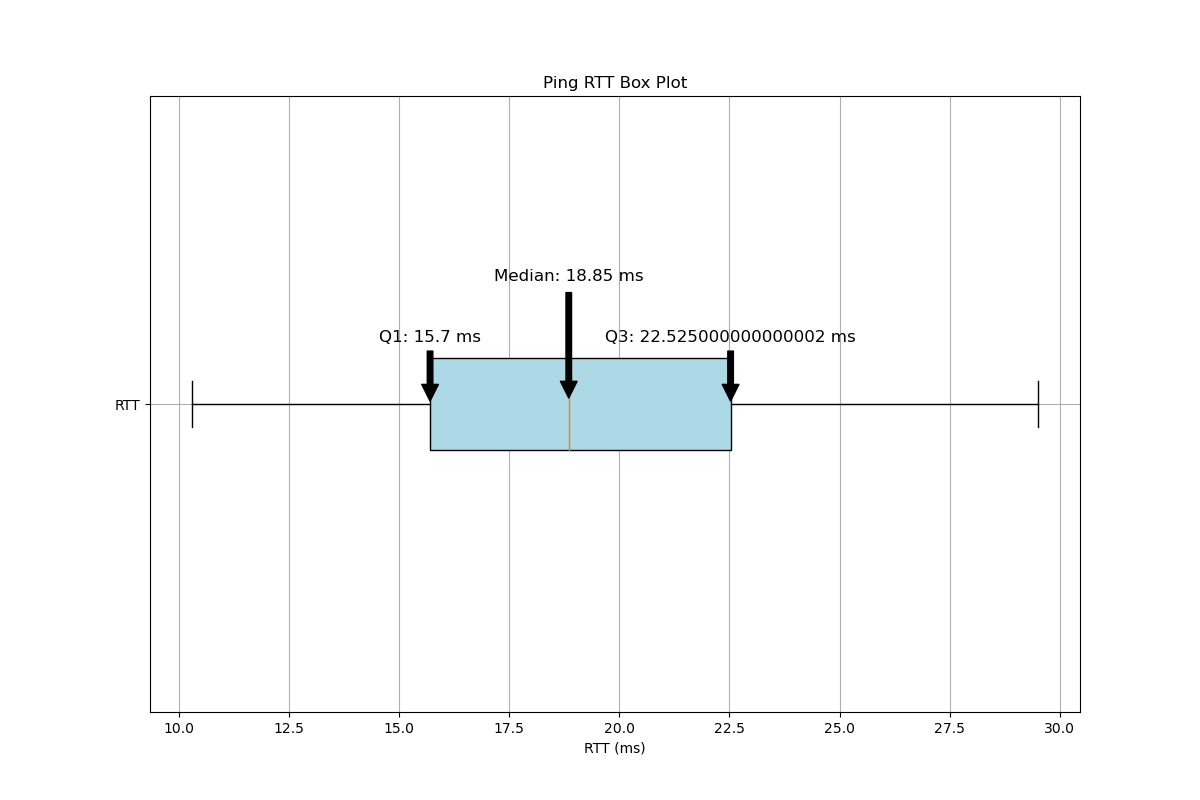 Ping RTT Box Plot
Median: 18.85 ms
Q1: 15.7 ms
Q3: 22.525000000000002 ms
RTT
10.0
12.5
15.0
17.5
20.0
22.5
25.0
27.5
30.0
RTT (ms)